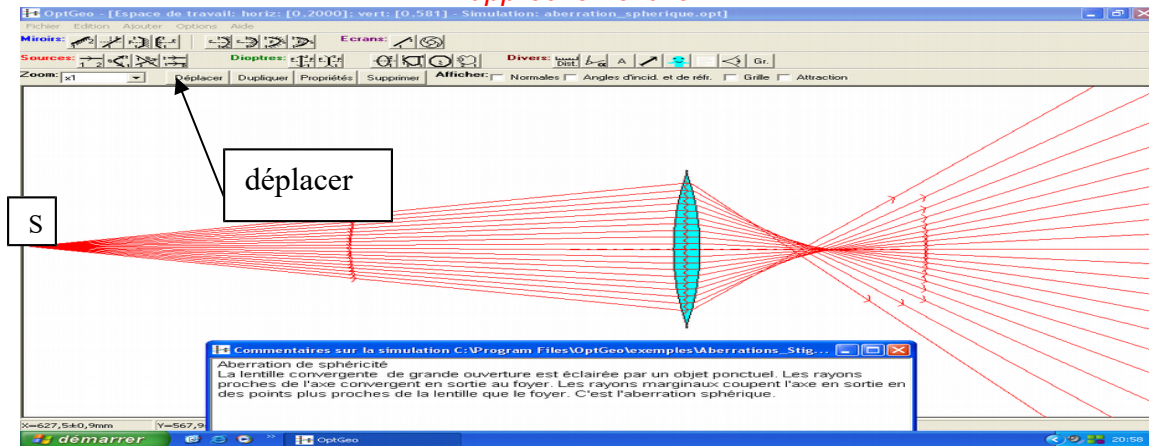 OptGeo - [Espace de travail: horiz: [0,2000]; vert: [0,581] - Simulation: aberration_spherique.opt]
Fichier Edition Ajouter Options Aide
Miroirs: Ecrans:
Sources: Dioptres: Divers: Dist. A Gr.
Zoom: x1 Déplacer Dupliquer Propriétés Supprimer Afficher: Normales Angles d'incid. et de réfr. Grille Attraction
déplacer
S
Commentaires sur la simulation C:\Program Files\OptGeo\exemples\Aberrations_Stig...
Aberration de sphéricité
La lentille convergente de grande ouverture est éclairée par un objet ponctuel. Les rayons
proches de l'axe convergent en sortie au foyer. Les rayons marginaux coupent l'axe en sortie en
des points plus proches de la lentille que le foyer. C'est l'aberration sphérique.
X=627,5±0,9mm Y=567,9
démarrer OptGeo 20:58